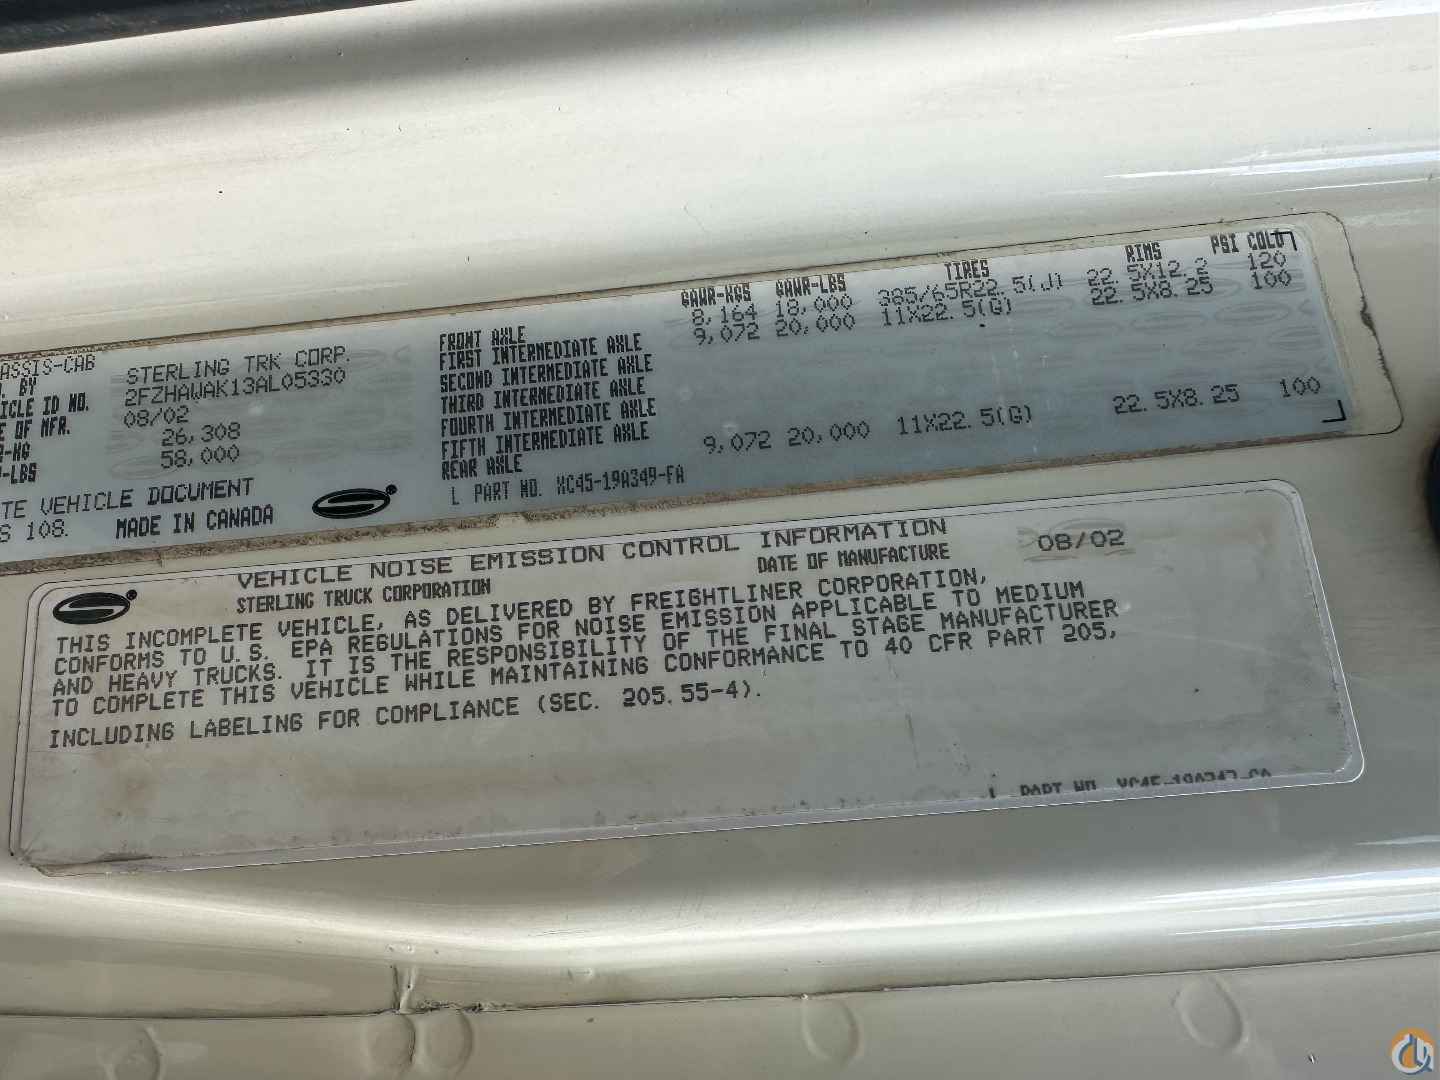 ASSIS-CAB STERLING TRK CORP.
BY
ICLE ID NO. 2FZHAWAK13AL05330
E OF MFR. 08/02
-KG 26,308
-LBS 58,000
TE VEHICLE DOCUMENT
S 108. MADE IN CANADA
GAWR-KGS GAWR-LBS TIRES RIMS PSI COLD
FRONT AXLE 8,164 18,000 385/65R22.5(J) 22.5X12.2 120
FIRST INTERMEDIATE AXLE 9,072 20,000 11X22.5(G) 22.5X8.25 100
SECOND INTERMEDIATE AXLE
THIRD INTERMEDIATE AXLE
FOURTH INTERMEDIATE AXLE
FIFTH INTERMEDIATE AXLE
REAR AXLE 9,072 20,000 11X22.5(G) 22.5X8.25 100
L PART NO. XC45-19A349-FA
VEHICLE NOISE EMISSION CONTROL INFORMATION
STERLING TRUCK CORPORATION DATE OF MANUFACTURE 08/02
THIS INCOMPLETE VEHICLE, AS DELIVERED BY FREIGHTLINER CORPORATION,
CONFORMS TO U.S. EPA REGULATIONS FOR NOISE EMISSION APPLICABLE TO MEDIUM
AND HEAVY TRUCKS. IT IS THE RESPONSIBILITY OF THE FINAL STAGE MANUFACTURER
TO COMPLETE THIS VEHICLE WHILE MAINTAINING CONFORMANCE TO 40 CFR PART 205,
INCLUDING LABELING FOR COMPLIANCE (SEC. 205.55-4).
PART NO.